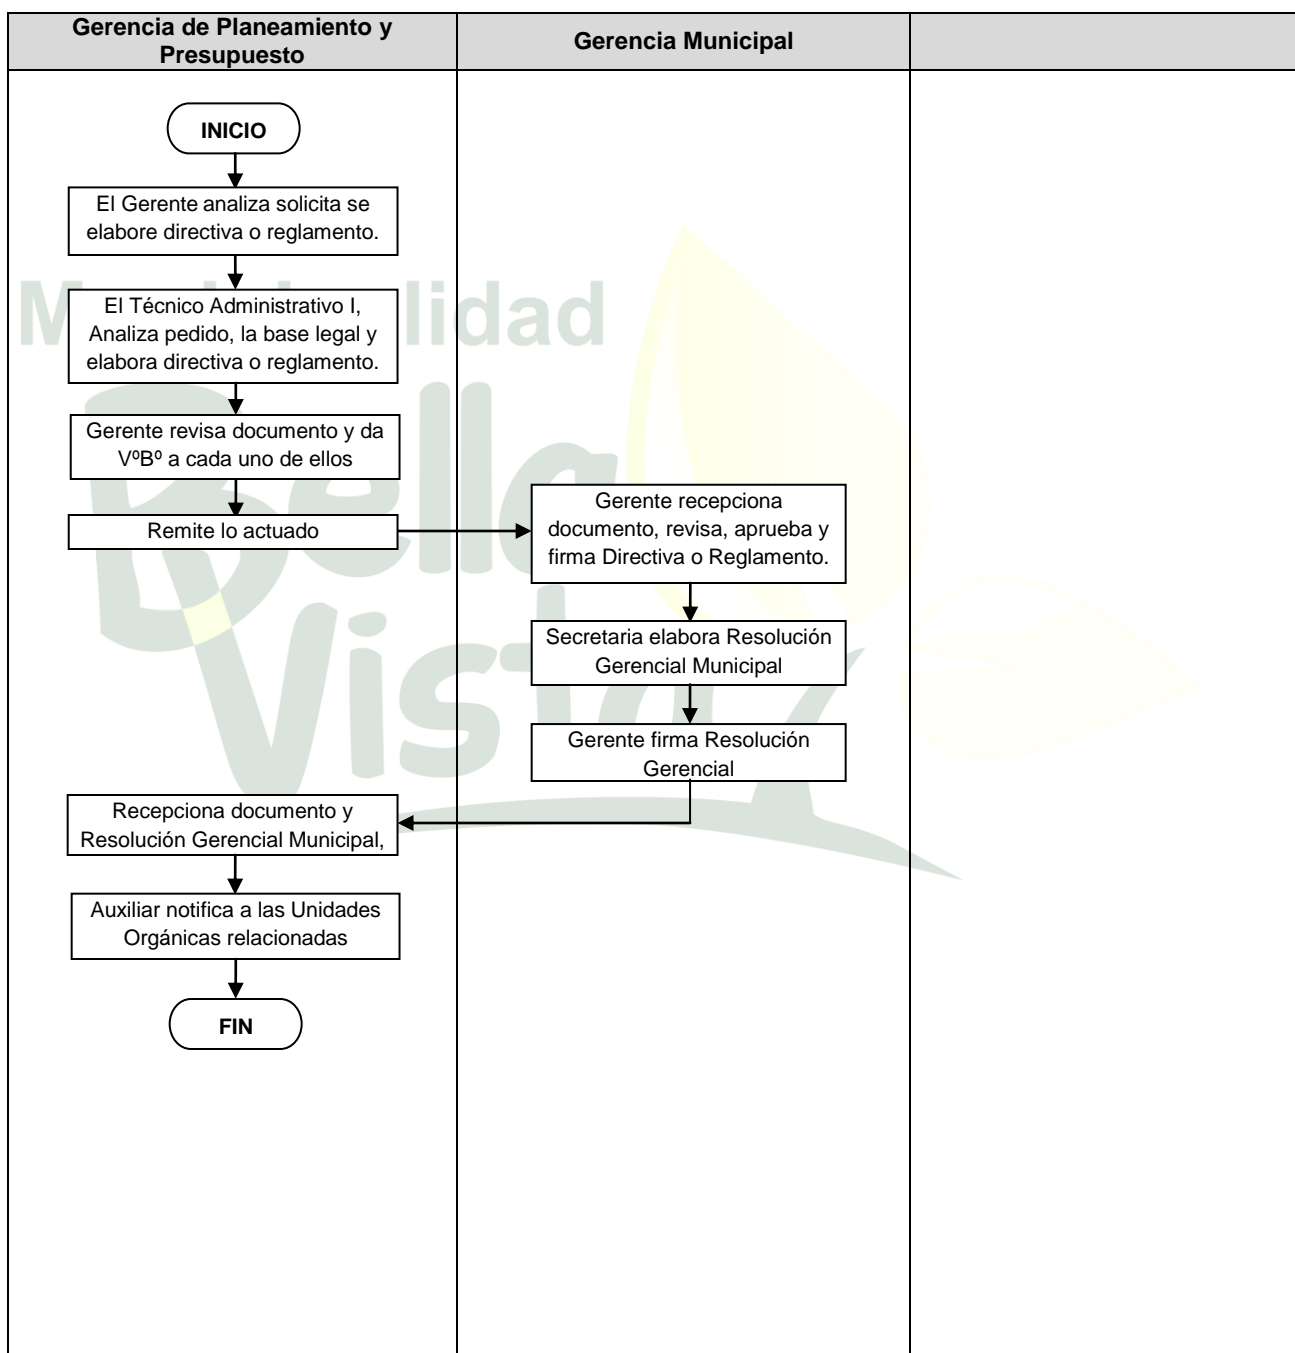 Gerencia de Planeamiento y
Presupuesto
Gerencia Municipal
INICIO
El Gerente analiza solicita se
elabore directiva o reglamento.
El Técnico Administrativo I,
Analiza pedido, la base legal y
elabora directiva o reglamento.
Gerente revisa documento y da
VºBº a cada uno de ellos
Remite lo actuado
Gerente recepciona
documento, revisa, aprueba y
firma Directiva o Reglamento.
Secretaria elabora Resolución
Gerencial Municipal
Gerente firma Resolución
Gerencial
Recepciona documento y
Resolución Gerencial Municipal,
Auxiliar notifica a las Unidades
Orgánicas relacionadas
FIN
Bella
Vista